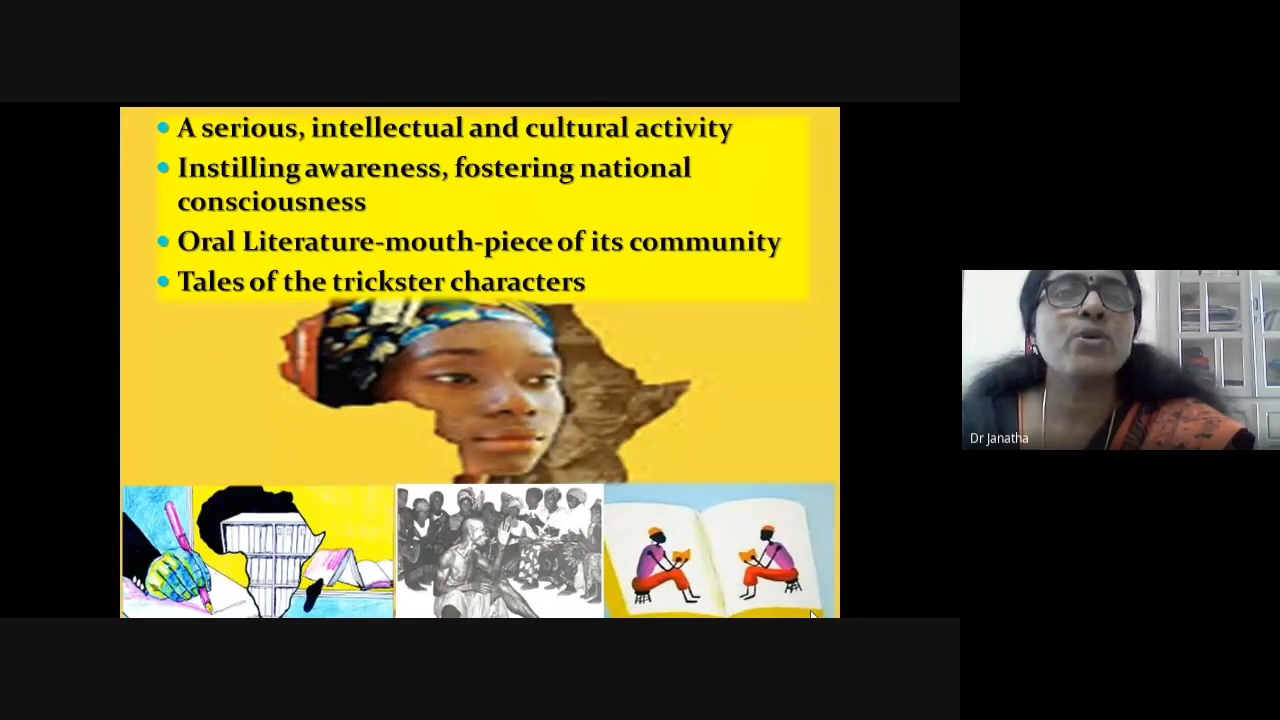 A serious, intellectual and cultural activity
Instilling awareness, fostering national
consciousness
Oral Literature-mouth-piece of its community
Tales of the trickster characters
Dr Janatha